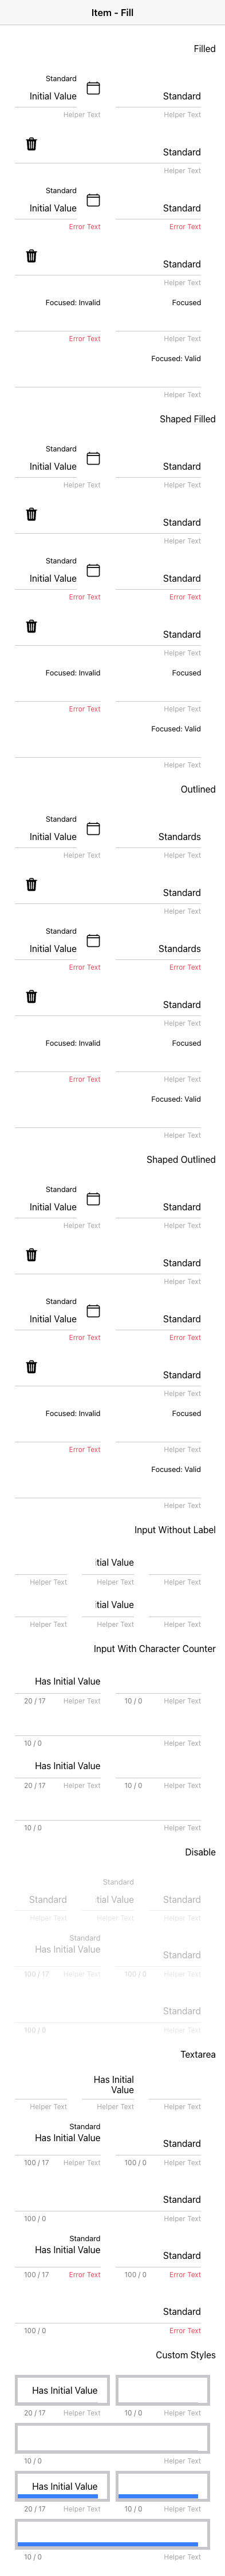 Item - Fill
Filled
Standard
Initial Value Standard
Helper Text Helper Text
Standard
Helper Text
Standard
Initial Value Standard
Error Text Error Text
Standard
Helper Text
Focused: Invalid Focused
Error Text Helper Text
Focused: Valid
Helper Text
Shaped Filled
Standard
Initial Value Standard
Helper Text Helper Text
Standard
Helper Text
Standard
Initial Value Standard
Error Text Error Text
Standard
Helper Text
Focused: Invalid Focused
Error Text Helper Text
Focused: Valid
Helper Text
Outlined
Standard
Initial Value Standards
Helper Text Helper Text
Standard
Helper Text
Standard
Initial Value Standards
Error Text Error Text
Standard
Helper Text
Focused: Invalid Focused
Error Text Helper Text
Focused: Valid
Helper Text
Shaped Outlined
Standard
Initial Value Standard
Helper Text Helper Text
Standard
Helper Text
Standard
Initial Value Standard
Error Text Error Text
Standard
Helper Text
Focused: Invalid Focused
Error Text Helper Text
Focused: Valid
Helper Text
Input Without Label
tial Value
Helper Text Helper Text Helper Text
tial Value
Helper Text Helper Text Helper Text
Input With Character Counter
Has Initial Value
20 / 17 Helper Text 10 / 0 Helper Text
10 / 0 Helper Text
Has Initial Value
20 / 17 Helper Text 10 / 0 Helper Text
10 / 0 Helper Text
Disable
Standard
Standard tial Value Standard
Helper Text Helper Text Helper Text
Standard
Has Initial Value Standard
100 / 17 Helper Text 100 / 0 Helper Text
Standard
100 / 0 Helper Text
Textarea
Has Initial
Value
Helper Text Helper Text Helper Text
Standard
Has Initial Value Standard
100 / 17 Helper Text 100 / 0 Helper Text
Standard
100 / 0 Helper Text
Standard
Has Initial Value Standard
100 / 17 Error Text 100 / 0 Error Text
Standard
100 / 0 Error Text
Custom Styles
Has Initial Value
20 / 17 Helper Text 10 / 0 Helper Text
10 / 0 Helper Text
Has Initial Value
20 / 17 Helper Text 10 / 0 Helper Text
10 / 0 Helper Text